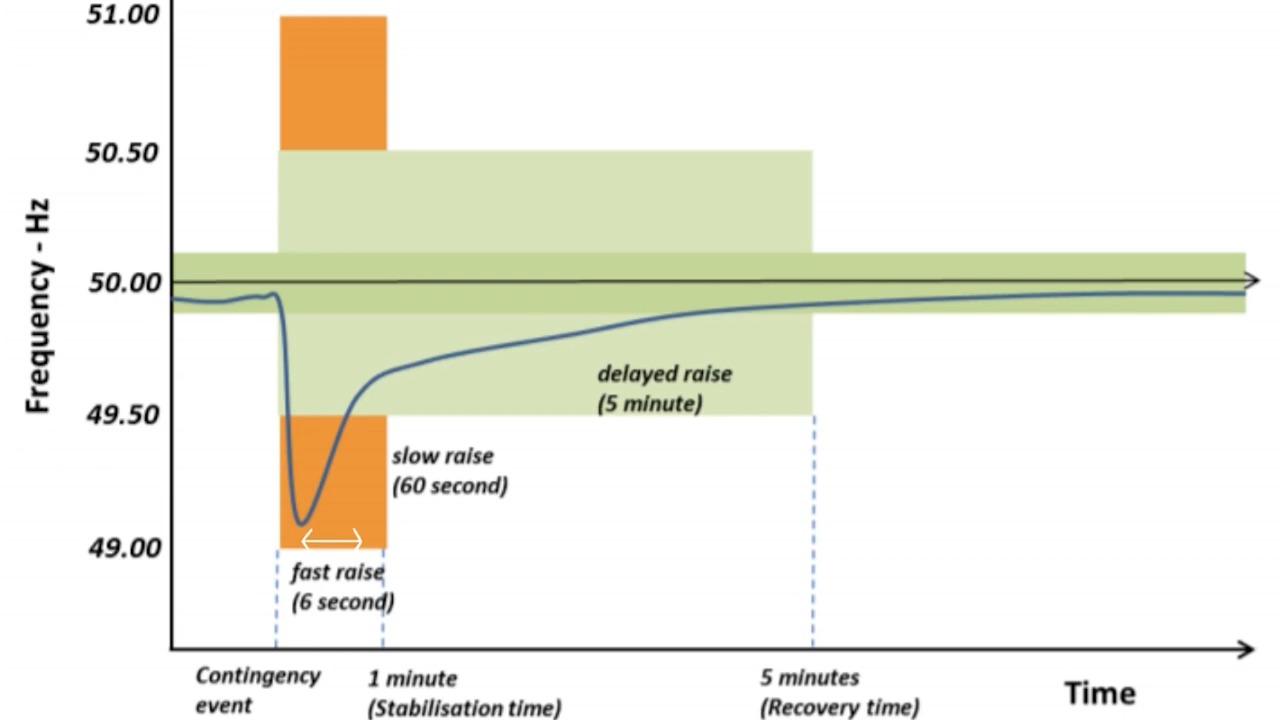 51.00
50.50
50.00
49.50
49.00
Frequency - Hz
delayed raise
(5 minute)
slow raise
(60 second)
fast raise
(6 second)
Contingency
event
1 minute
(Stabilisation time)
5 minutes
(Recovery time)
Time